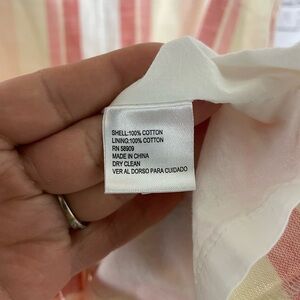 SHELL:100% COTTON
LINING:100% COTTON
RN 58909
MADE IN CHINA
DRY CLEAN
VER AL DORSO PARA CUIDADO